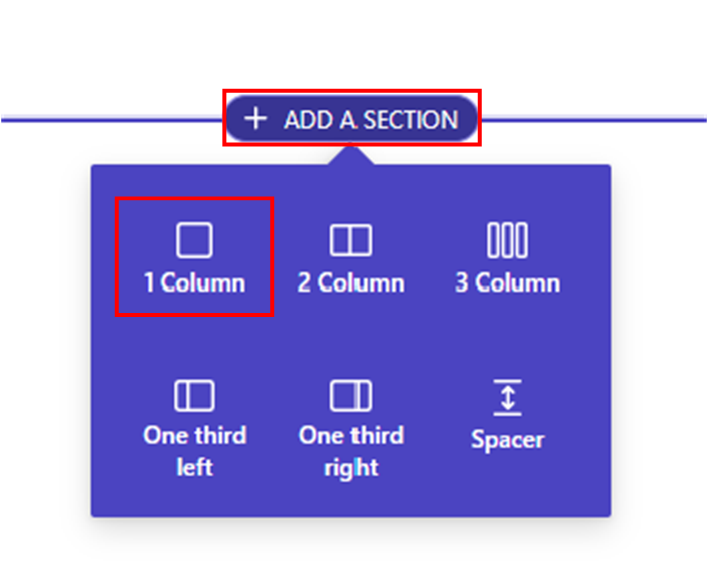 + ADD A SECTION
1 Column
2 Column
3 Column
One third
left
One third
right
Spacer